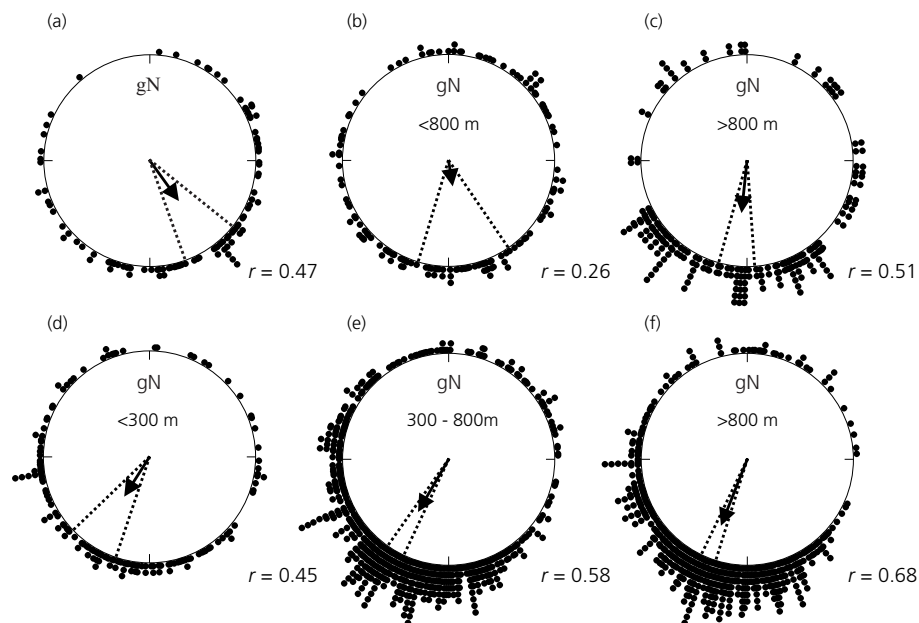 (a)
gN
r = 0.47
(b)
gN
<800 m
r = 0.26
(c)
gN
>800 m
r = 0.51
(d)
gN
<300 m
r = 0.45
(e)
gN
300 - 800m
r = 0.58
(f)
gN
>800 m
r = 0.68